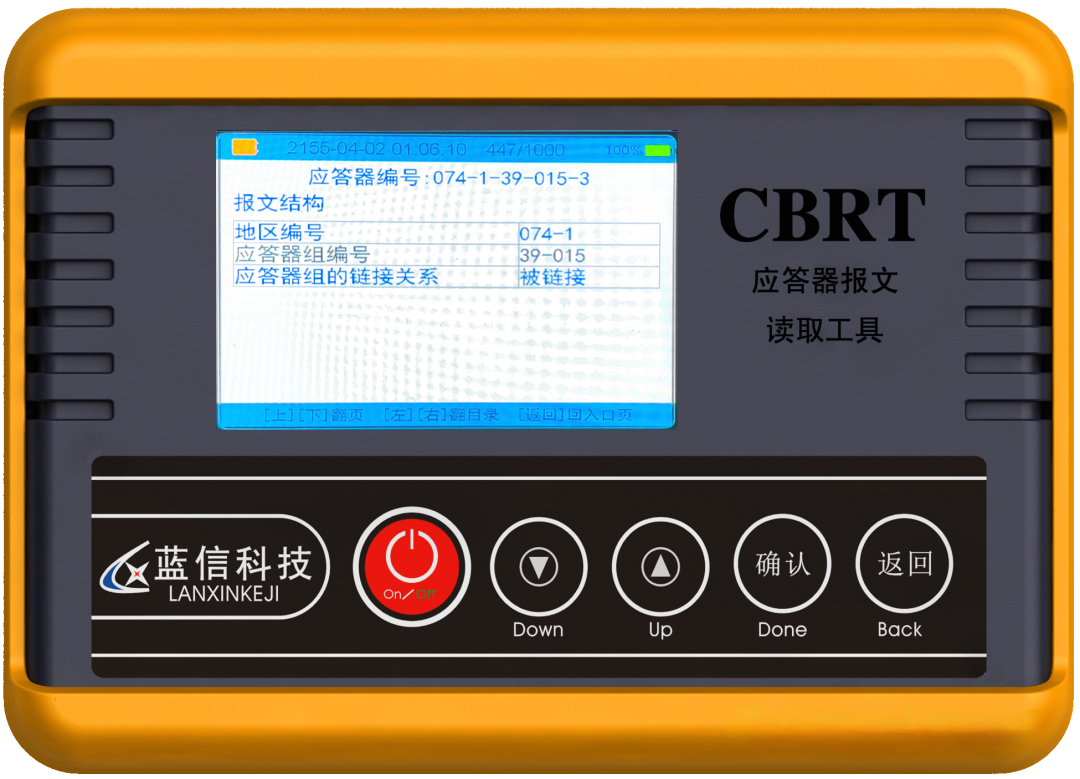 2155-04-02 01:06:10 447/1000 100%
应答器编号:074-1-39-015-3
报文结构
地区编号 074-1
应答器组编号 39-015
应答器组的链接关系 被链接
[上][下]翻页 [左][右]翻目录 [返回]回入口页
CBRT
应答器报文
读取工具
蓝信科技
LANXINKEJI
On/Off
Down
Up
确认
Done
返回
Back